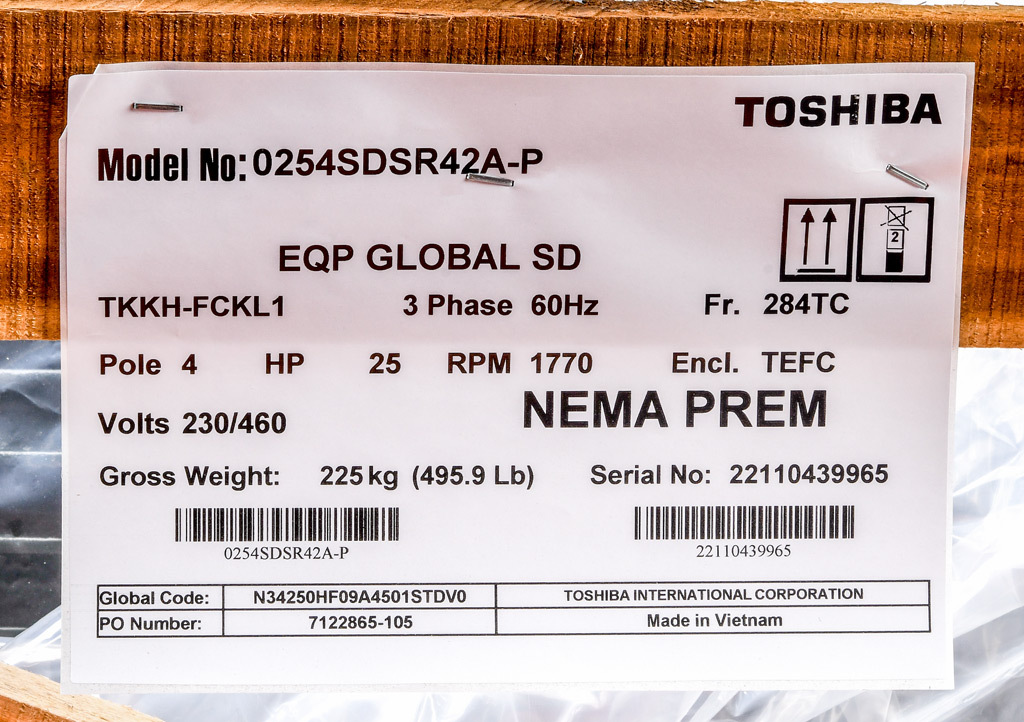 TOSHIBA
Model No: 0254SDSR42A-P
2
EQP GLOBAL SD
TKKH-FCKL1 3 Phase 60Hz Fr. 284TC
Pole 4 HP 25 RPM 1770 Encl. TEFC
Volts 230/460 NEMA PREM
Gross Weight: 225 kg (495.9 Lb) Serial No: 22110439965
0254SDSR42A-P 22110439965
Global Code: N34250HF09A4501STDV0 TOSHIBA INTERNATIONAL CORPORATION
PO Number: 7122865-105 Made in Vietnam